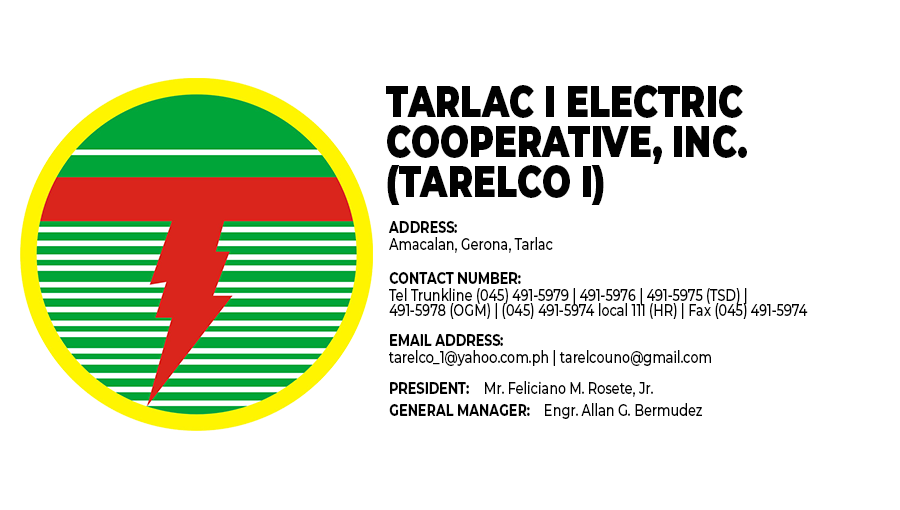 TARLAC I ELECTRIC
COOPERATIVE, INC.
(TARELCO I)
ADDRESS:
Amacalan, Gerona, Tarlac
CONTACT NUMBER:
Tel Trunkline (045) 491-5979 | 491-5976 | 491-5975 (TSD) |
491-5978 (OGM) | (045) 491-5974 local 111 (HR) | Fax (045) 491-5974
EMAIL ADDRESS:
tarelco_1@yahoo.com.ph | tarelcouno@gmail.com
PRESIDENT: Mr. Feliciano M. Rosete, Jr.
GENERAL MANAGER: Engr. Allan G. Bermudez